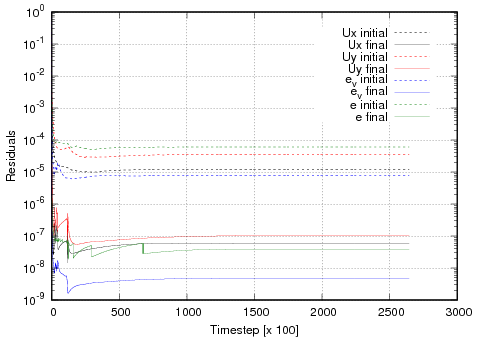 10^0
10^-1
10^-2
10^-3
10^-4
10^-5
10^-6
10^-7
10^-8
10^-9
Residuals
Ux initial
Ux final
Uy initial
Uy final
e_v initial
e_v final
e initial
e final
0 500 1000 1500 2000 2500 3000
Timestep [x 100]